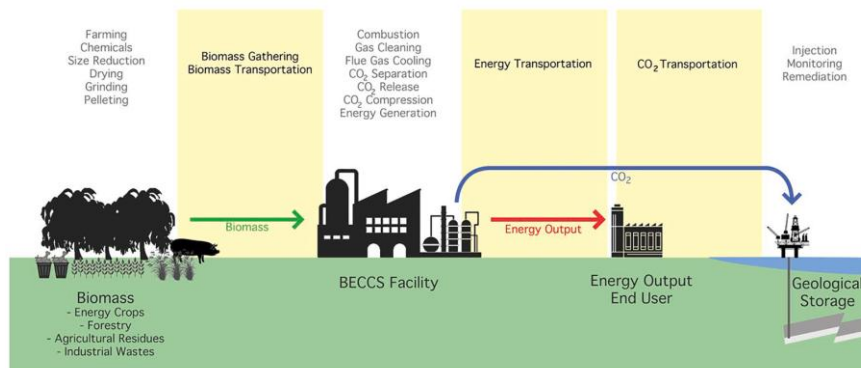 Farming
Chemicals
Size Reduction
Drying
Grinding
Pelleting
Biomass Gathering
Biomass Transportation
Combustion
Gas Cleaning
Flue Gas Cooling
CO₂ Separation
CO₂ Release
CO₂ Compression
Energy Generation
Energy Transportation
CO₂ Transportation
Injection
Monitoring
Remediation
CO₂
Biomass
Energy Output
Biomass
- Energy Crops
- Forestry
- Agricultural Residues
- Industrial Wastes
BECCS Facility
Energy Output
End User
Geological
Storage